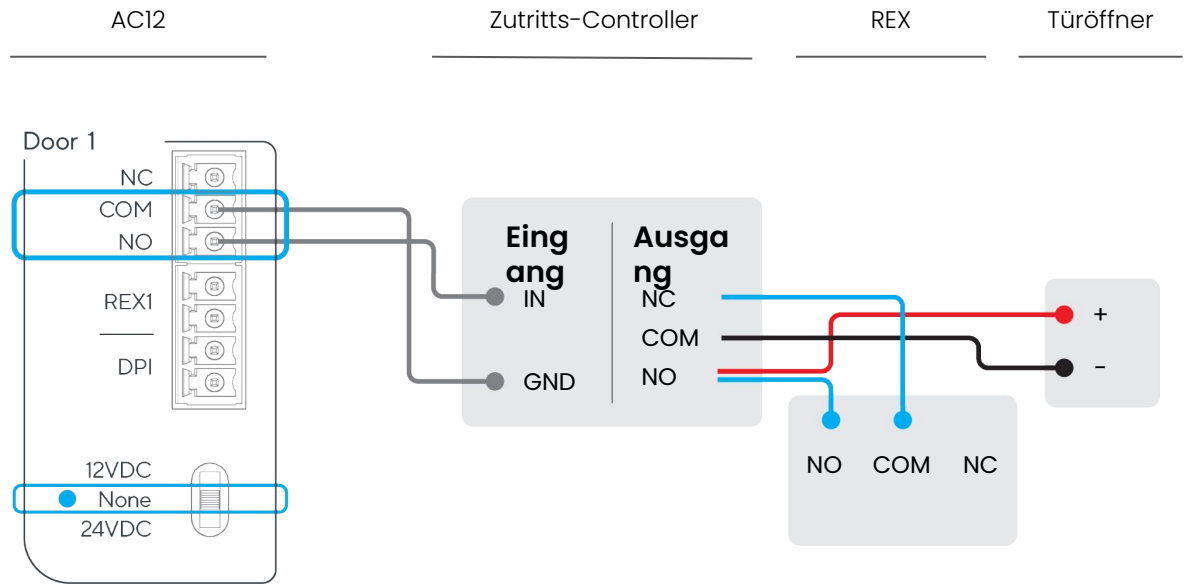 AC12
Zutritts-Controller
REX
Türöffner
Door 1
NC
COM
NO
REX1
DPI
12VDC
None
24VDC
Eing
ang
IN
GND
Ausga
ng
NC
COM
NO
NO COM NC
+
-